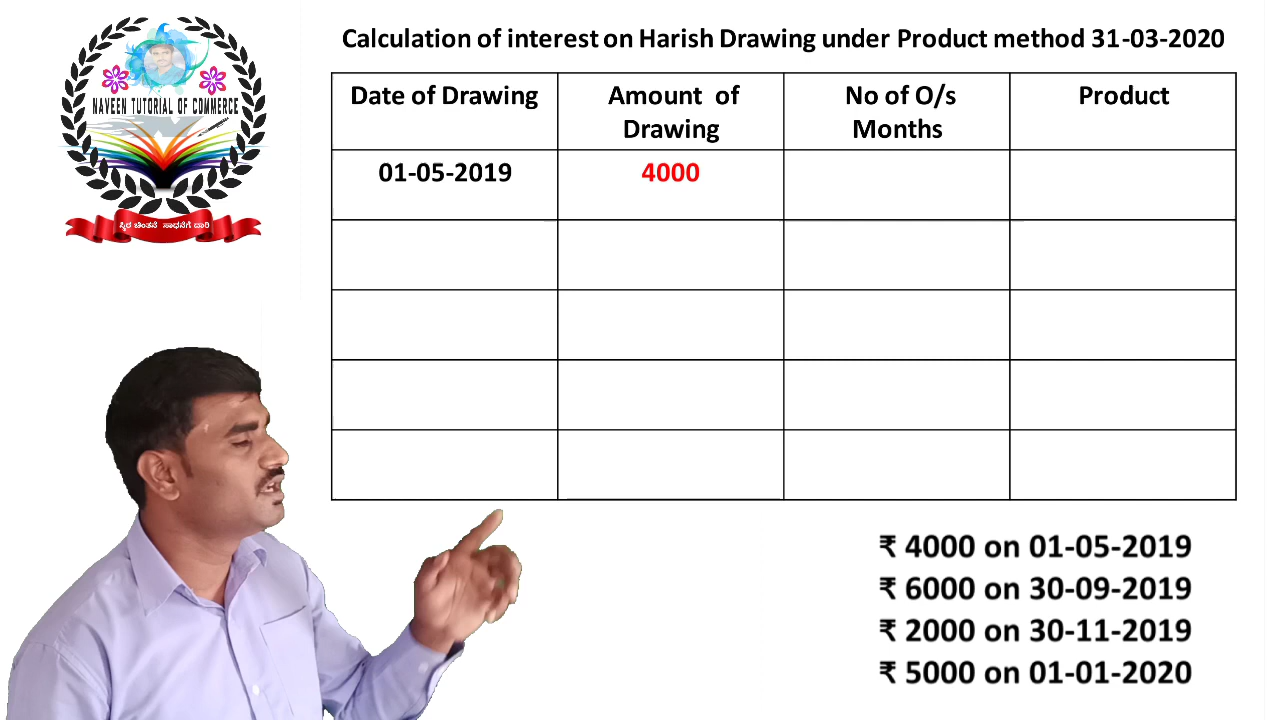 NAVEEN TUTORIAL OF COMMERCE
ಸ್ಥಿರ ಚಿಂತನೆ ಸಾಧನೆಗೆ ದಾರಿ
Calculation of interest on Harish Drawing under Product method 31-03-2020
Date of Drawing
Amount of
Drawing
No of O/s
Months
Product
01-05-2019
4000
₹ 4000 on 01-05-2019
₹ 6000 on 30-09-2019
₹ 2000 on 30-11-2019
₹ 5000 on 01-01-2020